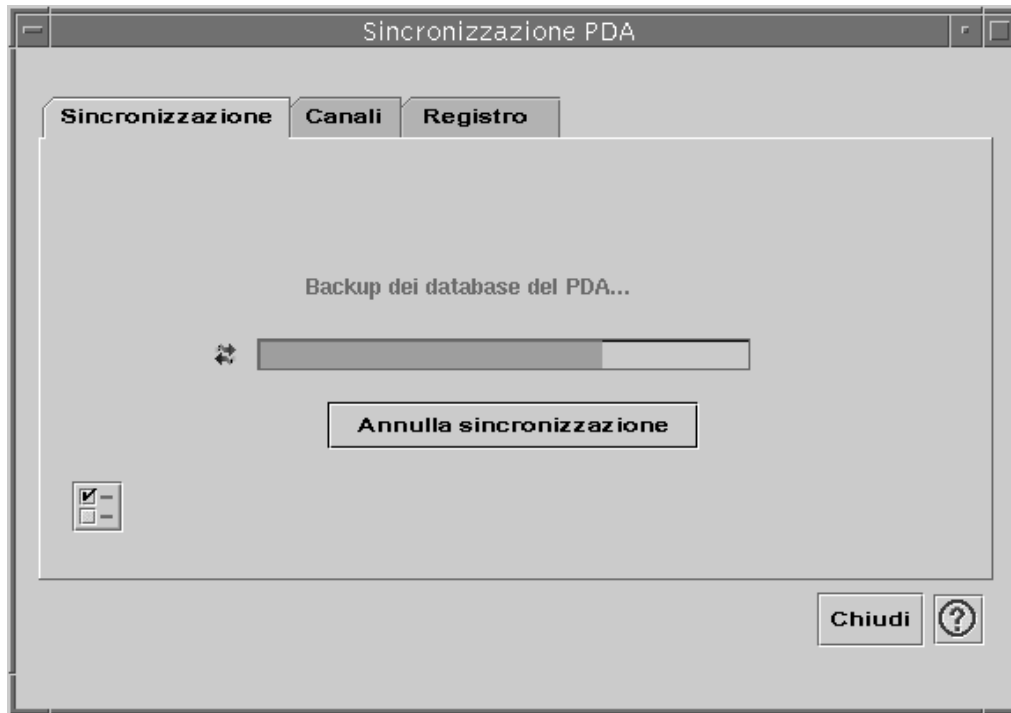 Sincronizzazione PDA
Sincronizzazione Canali Registro
Backup dei database del PDA...
Annulla sincronizzazione
Chiudi ?